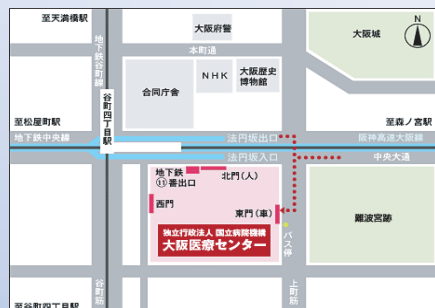 至天満橋駅
大阪府警
地下鉄谷町線
本町通
大阪城
N
合同庁舎
NHK
大阪歴史
博物館
谷町四丁目駅
至松屋町駅
至森ノ宮駅
地下鉄中央線
法円坂出口
阪神高速大阪線
法円坂入口
中央大通
地下鉄
⑪番出口
北門(人)
西門
東門(車)
難波宮跡
バス停
独立行政法人 国立病院機構
大阪医療センター
谷町筋
上町筋
至谷町四丁目駅